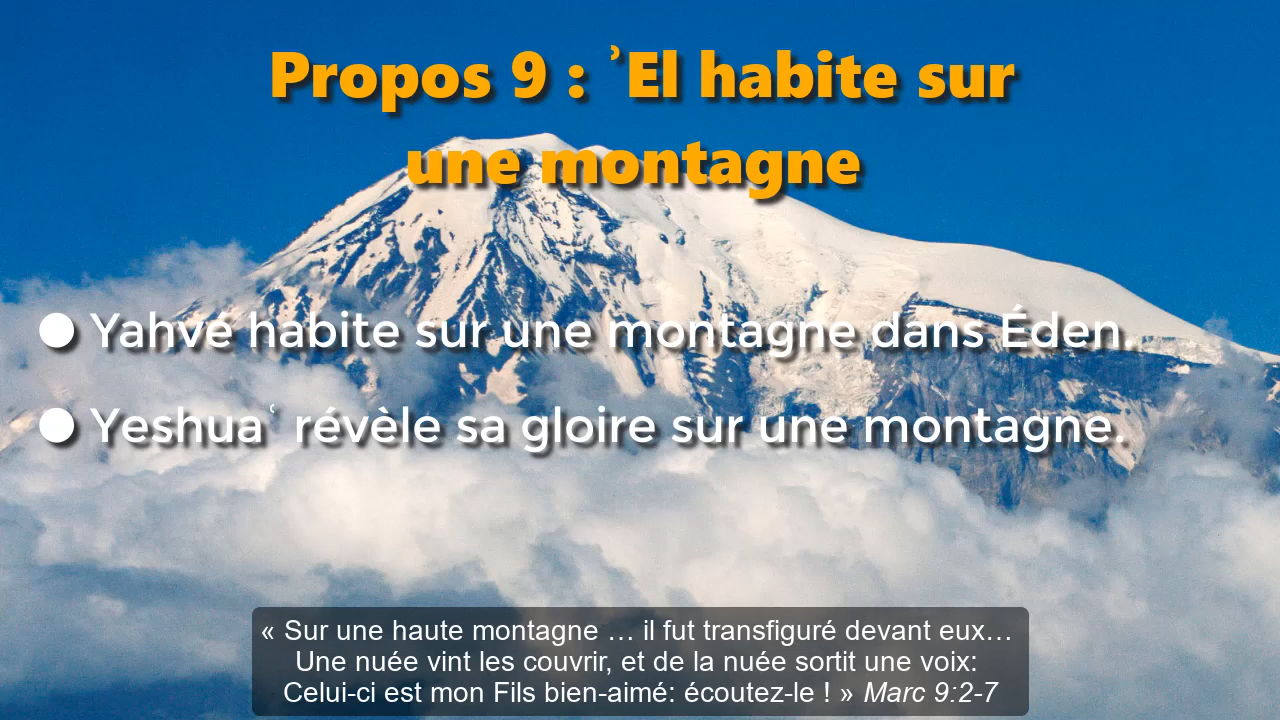 Propos 9 : ʾEl habite sur
une montagne
● Yahvé habite sur une montagne dans Éden.
● Yeshuaʿ révèle sa gloire sur une montagne.
« Sur une haute montagne … il fut transfiguré devant eux…
Une nuée vint les couvrir, et de la nuée sortit une voix:
Celui-ci est mon Fils bien-aimé: écoutez-le ! » Marc 9:2-7